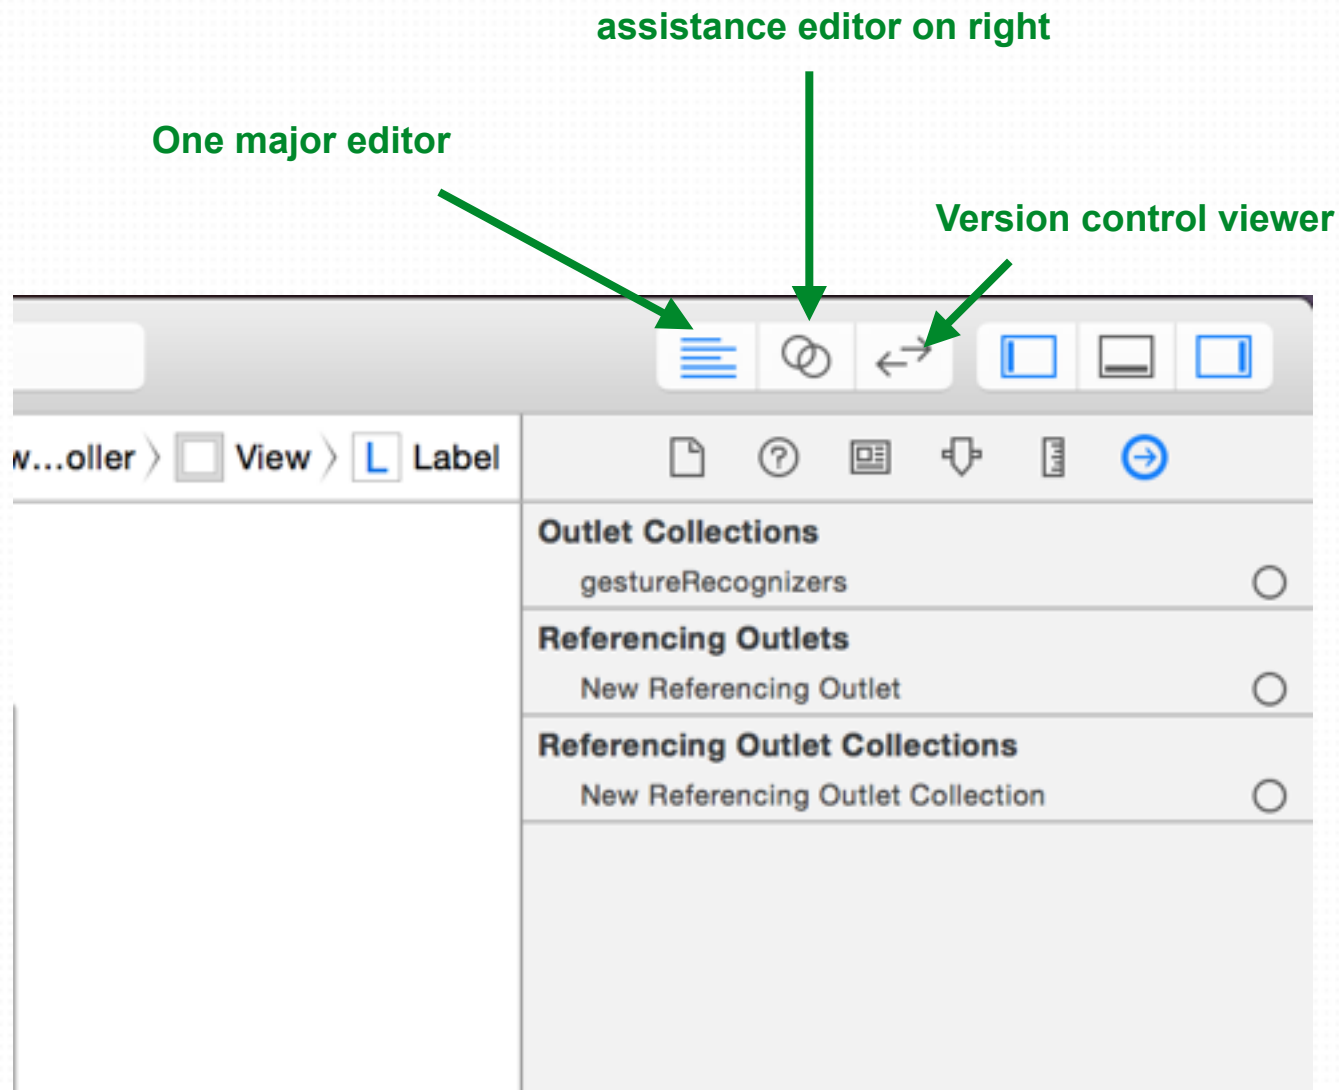 assistance editor on right
One major editor
Version control viewer
w...oller View L Label
Outlet Collections
gestureRecognizers
Referencing Outlets
New Referencing Outlet
Referencing Outlet Collections
New Referencing Outlet Collection